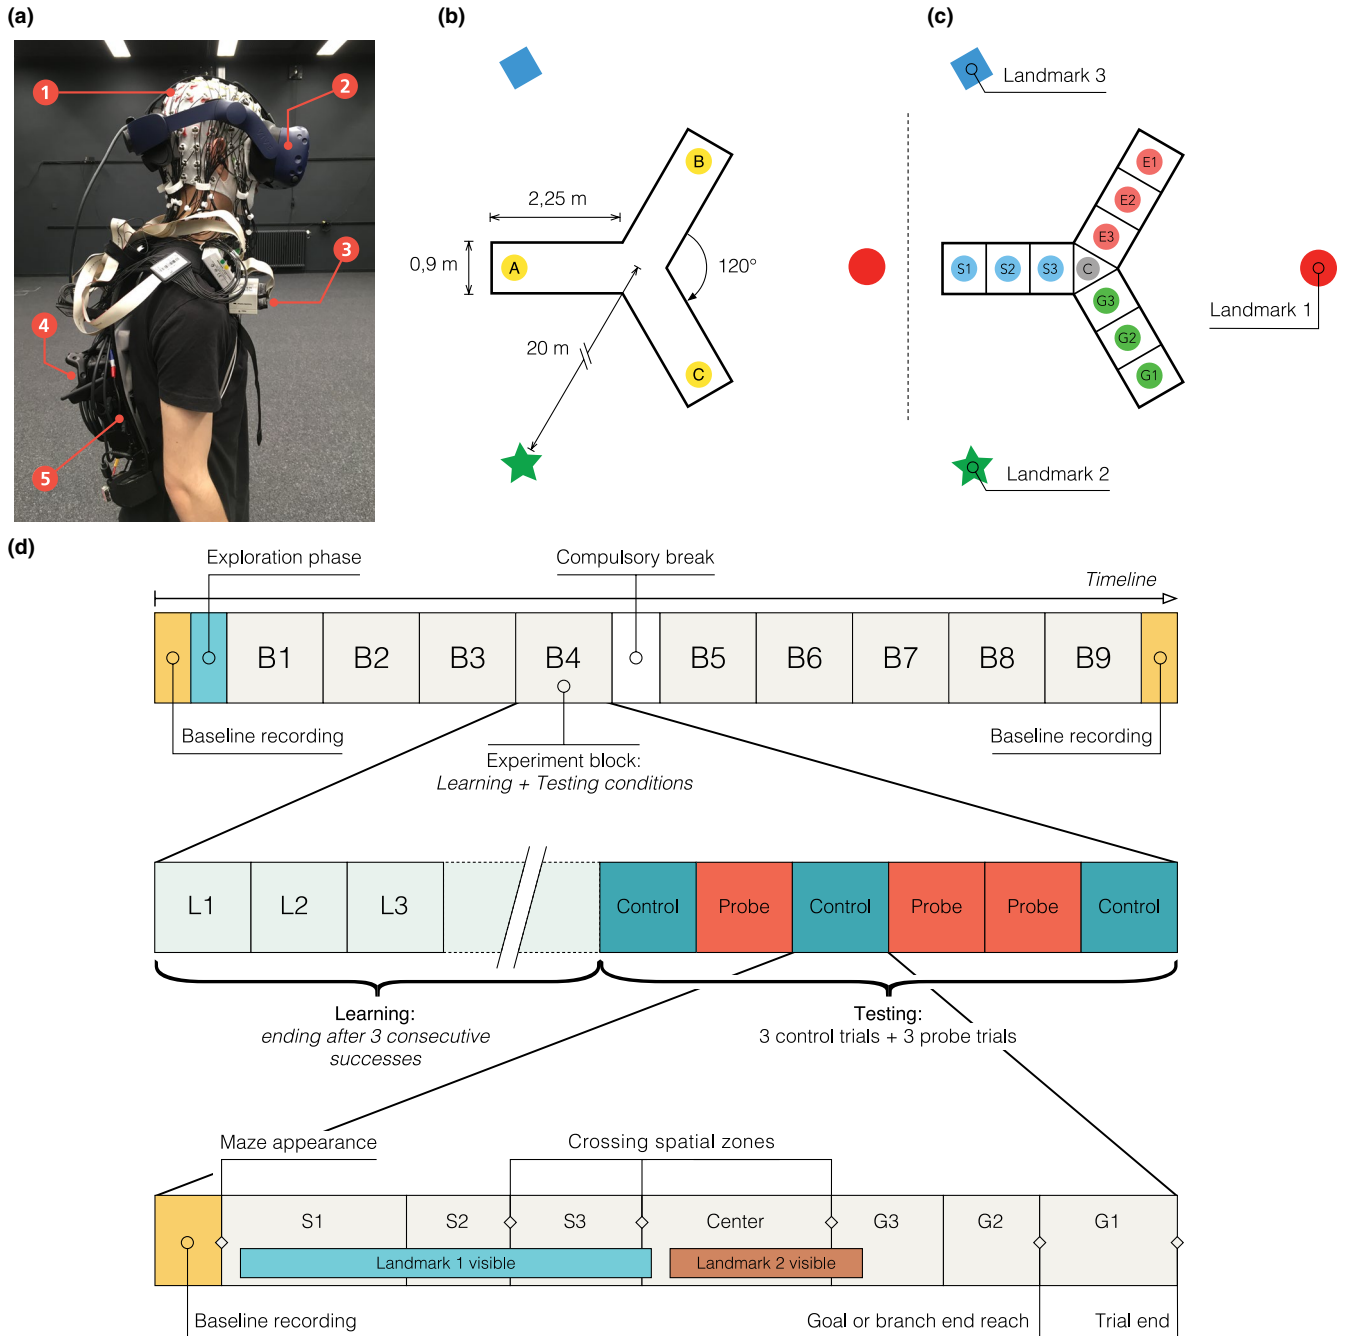 (a)
1
2
3
4
5
(b)
2,25 m
0,9 m
A
B
C
120°
20 m
(c)
Landmark 3
E1
E2
E3
S1
S2
S3
C
G3
G2
G1
Landmark 1
Landmark 2
(d)
Exploration phase
Compulsory break
Timeline
B1
B2
B3
B4
B5
B6
B7
B8
B9
Baseline recording
Experiment block:
Learning + Testing conditions
Baseline recording
L1
L2
L3
Control
Probe
Control
Probe
Probe
Control
Learning:
ending after 3 consecutive
successes
Testing:
3 control trials + 3 probe trials
Maze appearance
Crossing spatial zones
S1
S2
S3
Center
G3
G2
G1
Landmark 1 visible
Landmark 2 visible
Baseline recording
Goal or branch end reach
Trial end